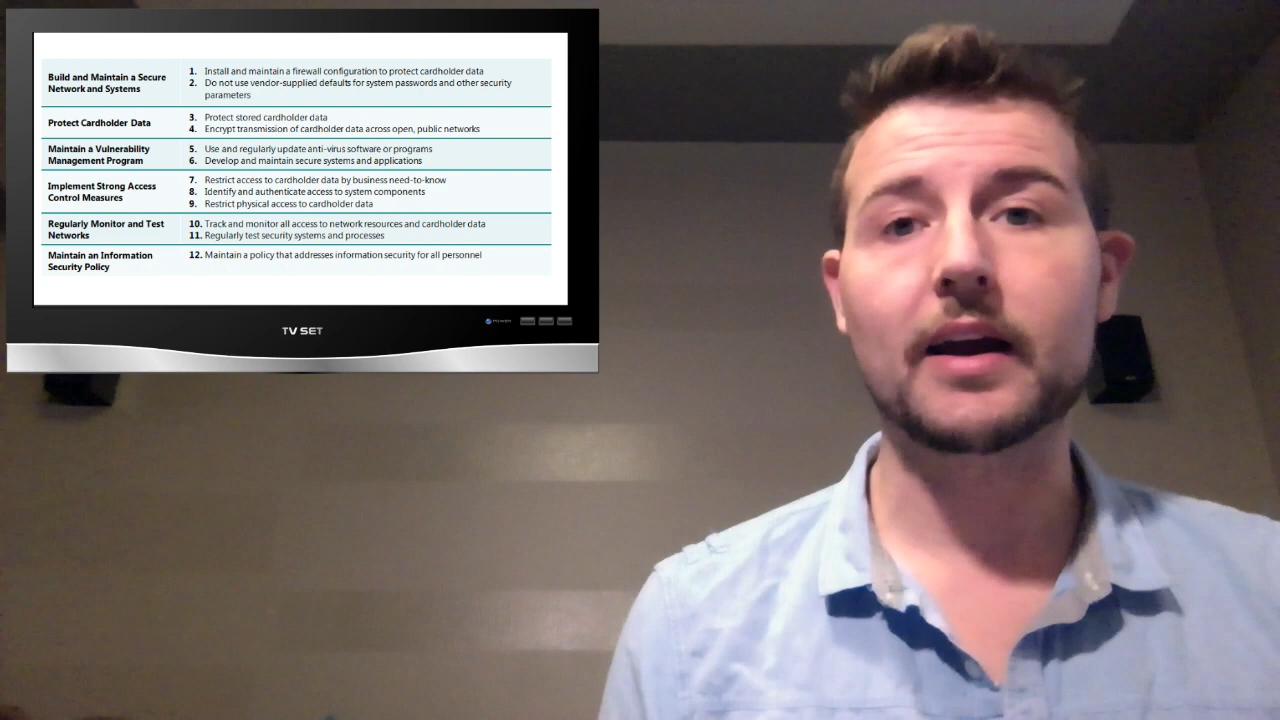 Build and Maintain a Secure
Network and Systems
1. Install and maintain a firewall configuration to protect cardholder data
2. Do not use vendor-supplied defaults for system passwords and other security
parameters
Protect Cardholder Data
3. Protect stored cardholder data
4. Encrypt transmission of cardholder data across open, public networks
Maintain a Vulnerability
Management Program
5. Use and regularly update anti-virus software or programs
6. Develop and maintain secure systems and applications
Implement Strong Access
Control Measures
7. Restrict access to cardholder data by business need-to-know
8. Identify and authenticate access to system components
9. Restrict physical access to cardholder data
Regularly Monitor and Test
Networks
10. Track and monitor all access to network resources and cardholder data
11. Regularly test security systems and processes
Maintain an Information
Security Policy
12. Maintain a policy that addresses information security for all personnel
POWER
TV SET